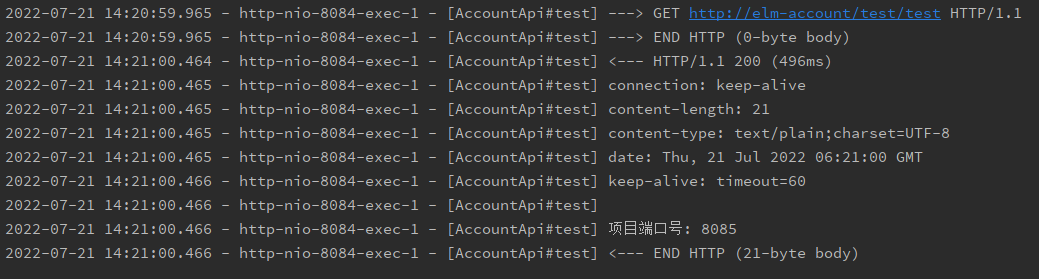 2022-07-21 14:20:59.965 - http-nio-8084-exec-1 - [AccountApi#test] ---> GET http://elm-account/test/test HTTP/1.1
2022-07-21 14:20:59.965 - http-nio-8084-exec-1 - [AccountApi#test] ---> END HTTP (0-byte body)
2022-07-21 14:21:00.464 - http-nio-8084-exec-1 - [AccountApi#test] <--- HTTP/1.1 200 (496ms)
2022-07-21 14:21:00.465 - http-nio-8084-exec-1 - [AccountApi#test] connection: keep-alive
2022-07-21 14:21:00.465 - http-nio-8084-exec-1 - [AccountApi#test] content-length: 21
2022-07-21 14:21:00.465 - http-nio-8084-exec-1 - [AccountApi#test] content-type: text/plain;charset=UTF-8
2022-07-21 14:21:00.465 - http-nio-8084-exec-1 - [AccountApi#test] date: Thu, 21 Jul 2022 06:21:00 GMT
2022-07-21 14:21:00.466 - http-nio-8084-exec-1 - [AccountApi#test] keep-alive: timeout=60
2022-07-21 14:21:00.466 - http-nio-8084-exec-1 - [AccountApi#test]
2022-07-21 14:21:00.466 - http-nio-8084-exec-1 - [AccountApi#test] 项目端口号: 8085
2022-07-21 14:21:00.466 - http-nio-8084-exec-1 - [AccountApi#test] <--- END HTTP (21-byte body)